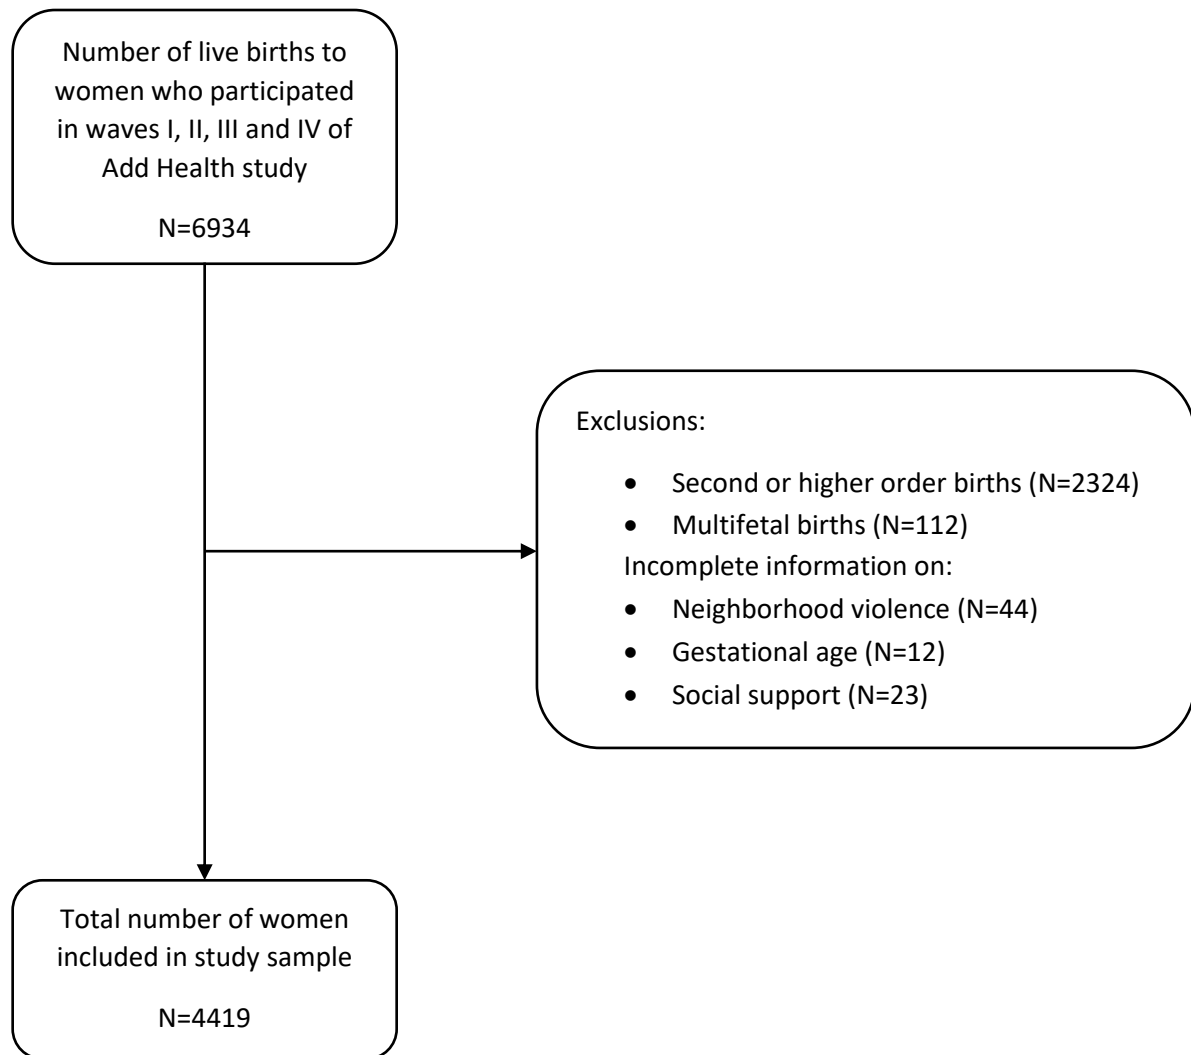 Number of live births to
women who participated
in waves I, II, III and IV of
Add Health study
N=6934
Exclusions:
• Second or higher order births (N=2324)
• Multifetal births (N=112)
Incomplete information on:
• Neighborhood violence (N=44)
• Gestational age (N=12)
• Social support (N=23)
Total number of women
included in study sample
N=4419